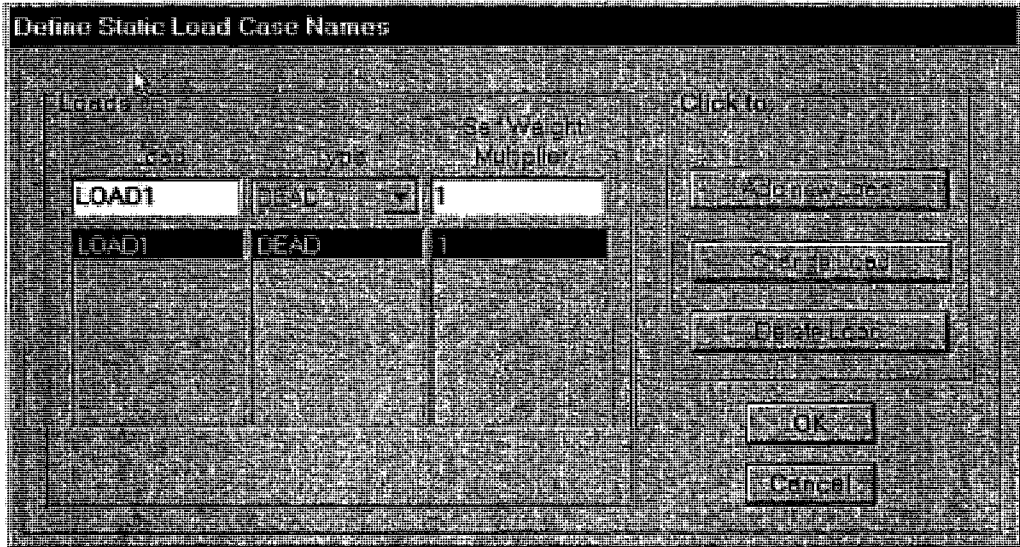 Define Static Load Case Names
Loads
Click to:
Self Weight
Load Type Multiplier
LOAD1 DEAD 1
LOAD1 DEAD 1
Add new Load
Change Load
Delete Load
OK
Cancel